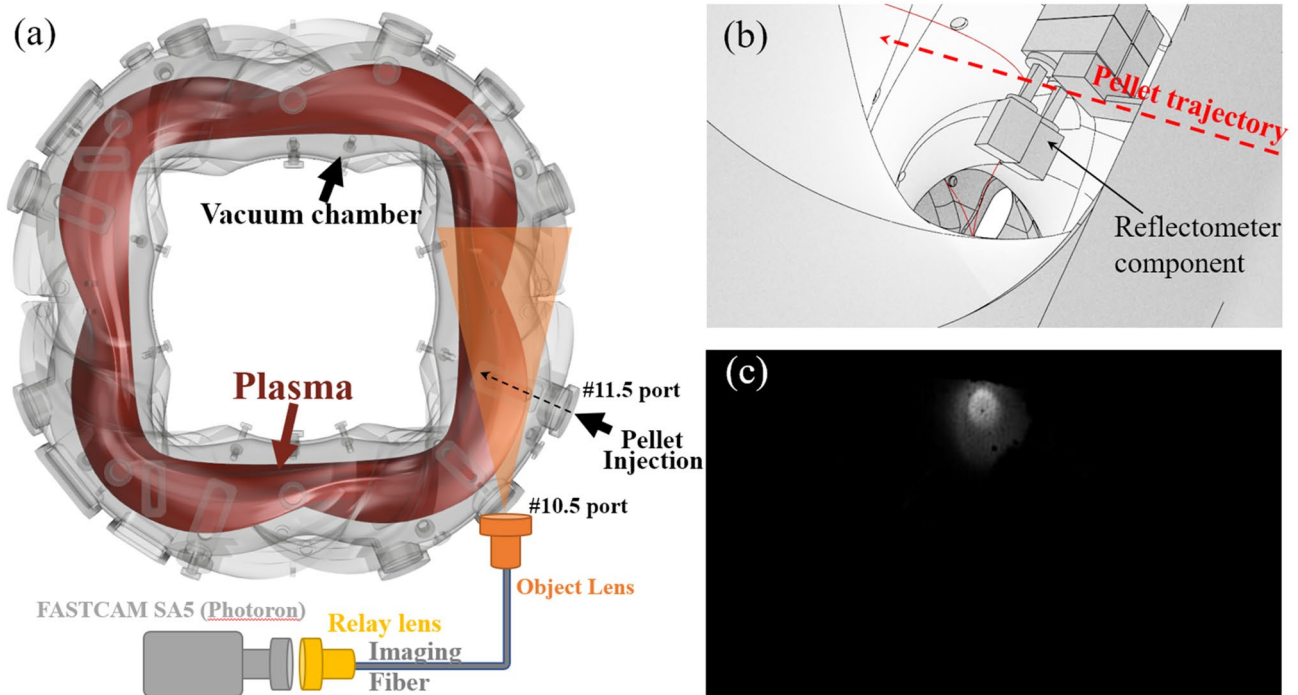 (a)
Vacuum chamber
Plasma
#11.5 port
Pellet
Injection
#10.5 port
Object Lens
FASTCAM SA5 (Photoron)
Relay lens
Imaging
Fiber
(b)
Pellet trajectory
Reflectometer
component
(c)